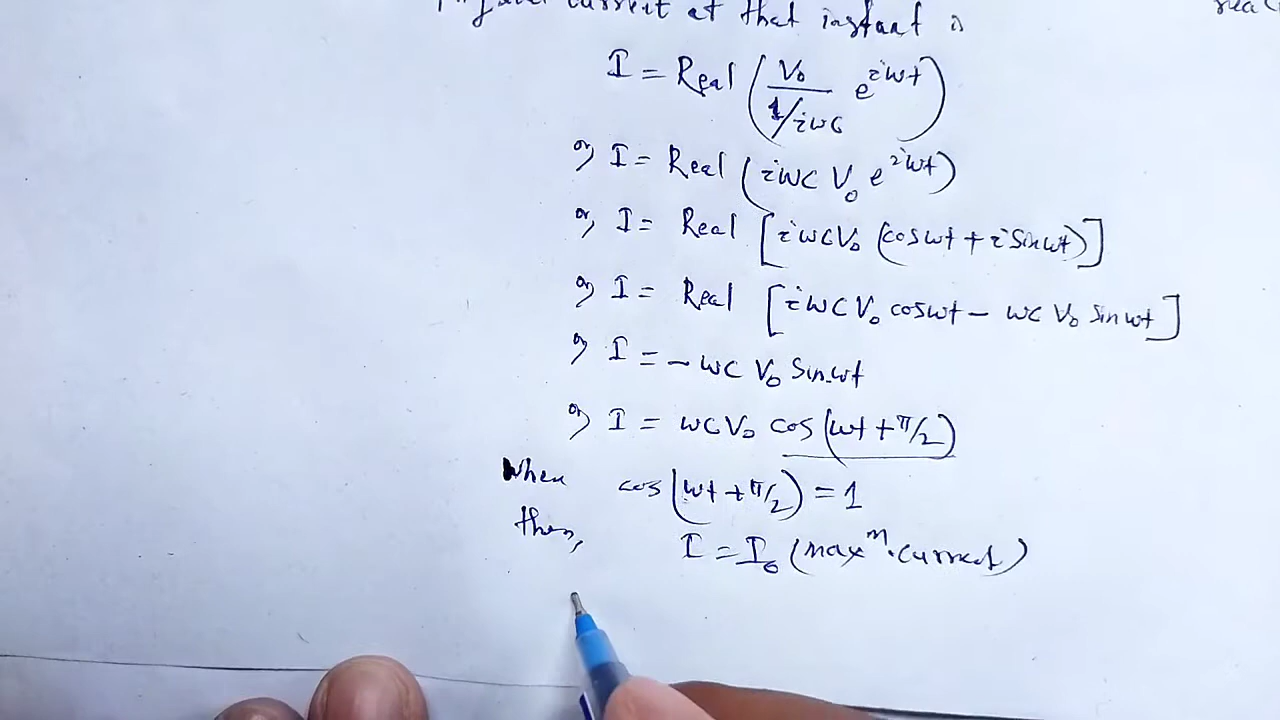 current at that instant is
I = Real (V₀ / 1/iωC e^{iωt})
or I = Real (iωC V₀ e^{iωt})
or, I = Real [iωCV₀ (cosωt + i sinωt)]
or I = Real [iωCV₀ cosωt − ωC V₀ sinωt]
or I = − ωC V₀ Sinωt
or I = ωCV₀ cos(ωt + π/2)
When cos(ωt + π/2) = 1
then, I = I₀ (maxᵐ. current)